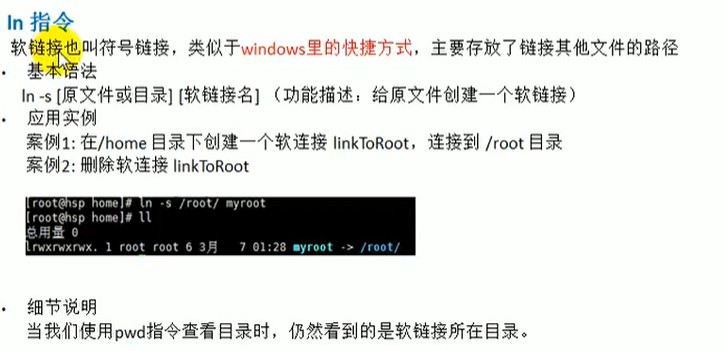 ln 指令
软链接也叫符号链接，类似于windows里的快捷方式，主要存放了链接其他文件的路径
• 基本语法
ln -s [原文件或目录] [软链接名] （功能描述：给原文件创建一个软链接）
• 应用实例
案例1: 在/home 目录下创建一个软连接 linkToRoot，连接到 /root 目录
案例2: 删除软连接 linkToRoot
[root@hsp home]# ln -s /root/ myroot
[root@hsp home]# ll
总用量 0
lrwxrwxrwx. 1 root root 6 3月 7 01:28 myroot -> /root/
• 细节说明
当我们使用pwd指令查看目录时，仍然看到的是软链接所在目录。